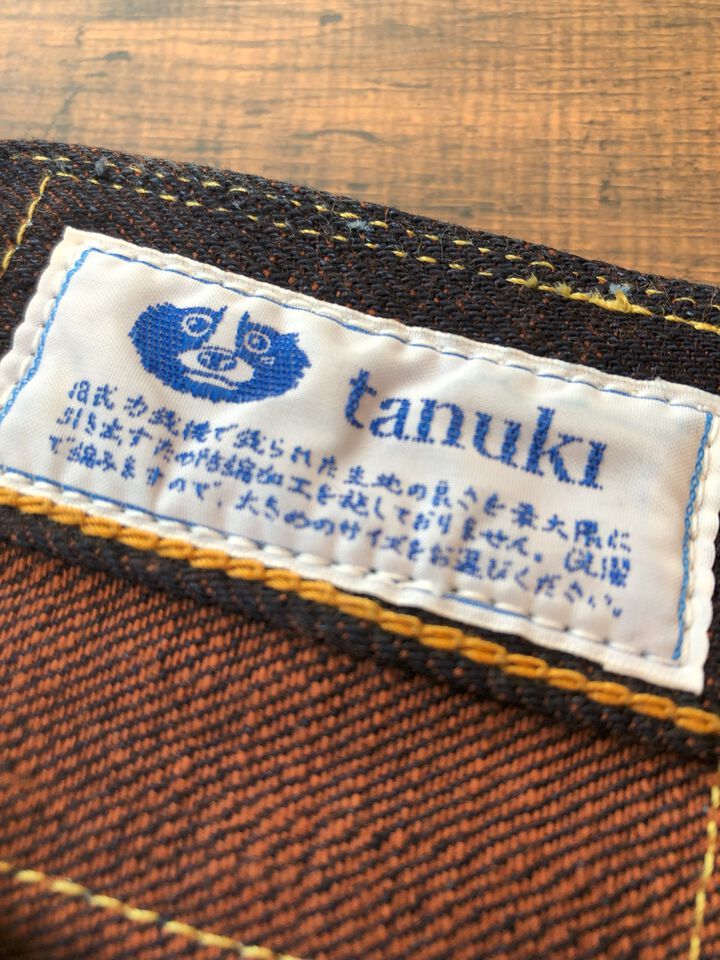 tanuki
旧式力織機で織られた生地の良さを最大限に
引き出すため防縮加工を施しておりません。(洗濯
で縮みますので、大きめのサイズをお選びください。